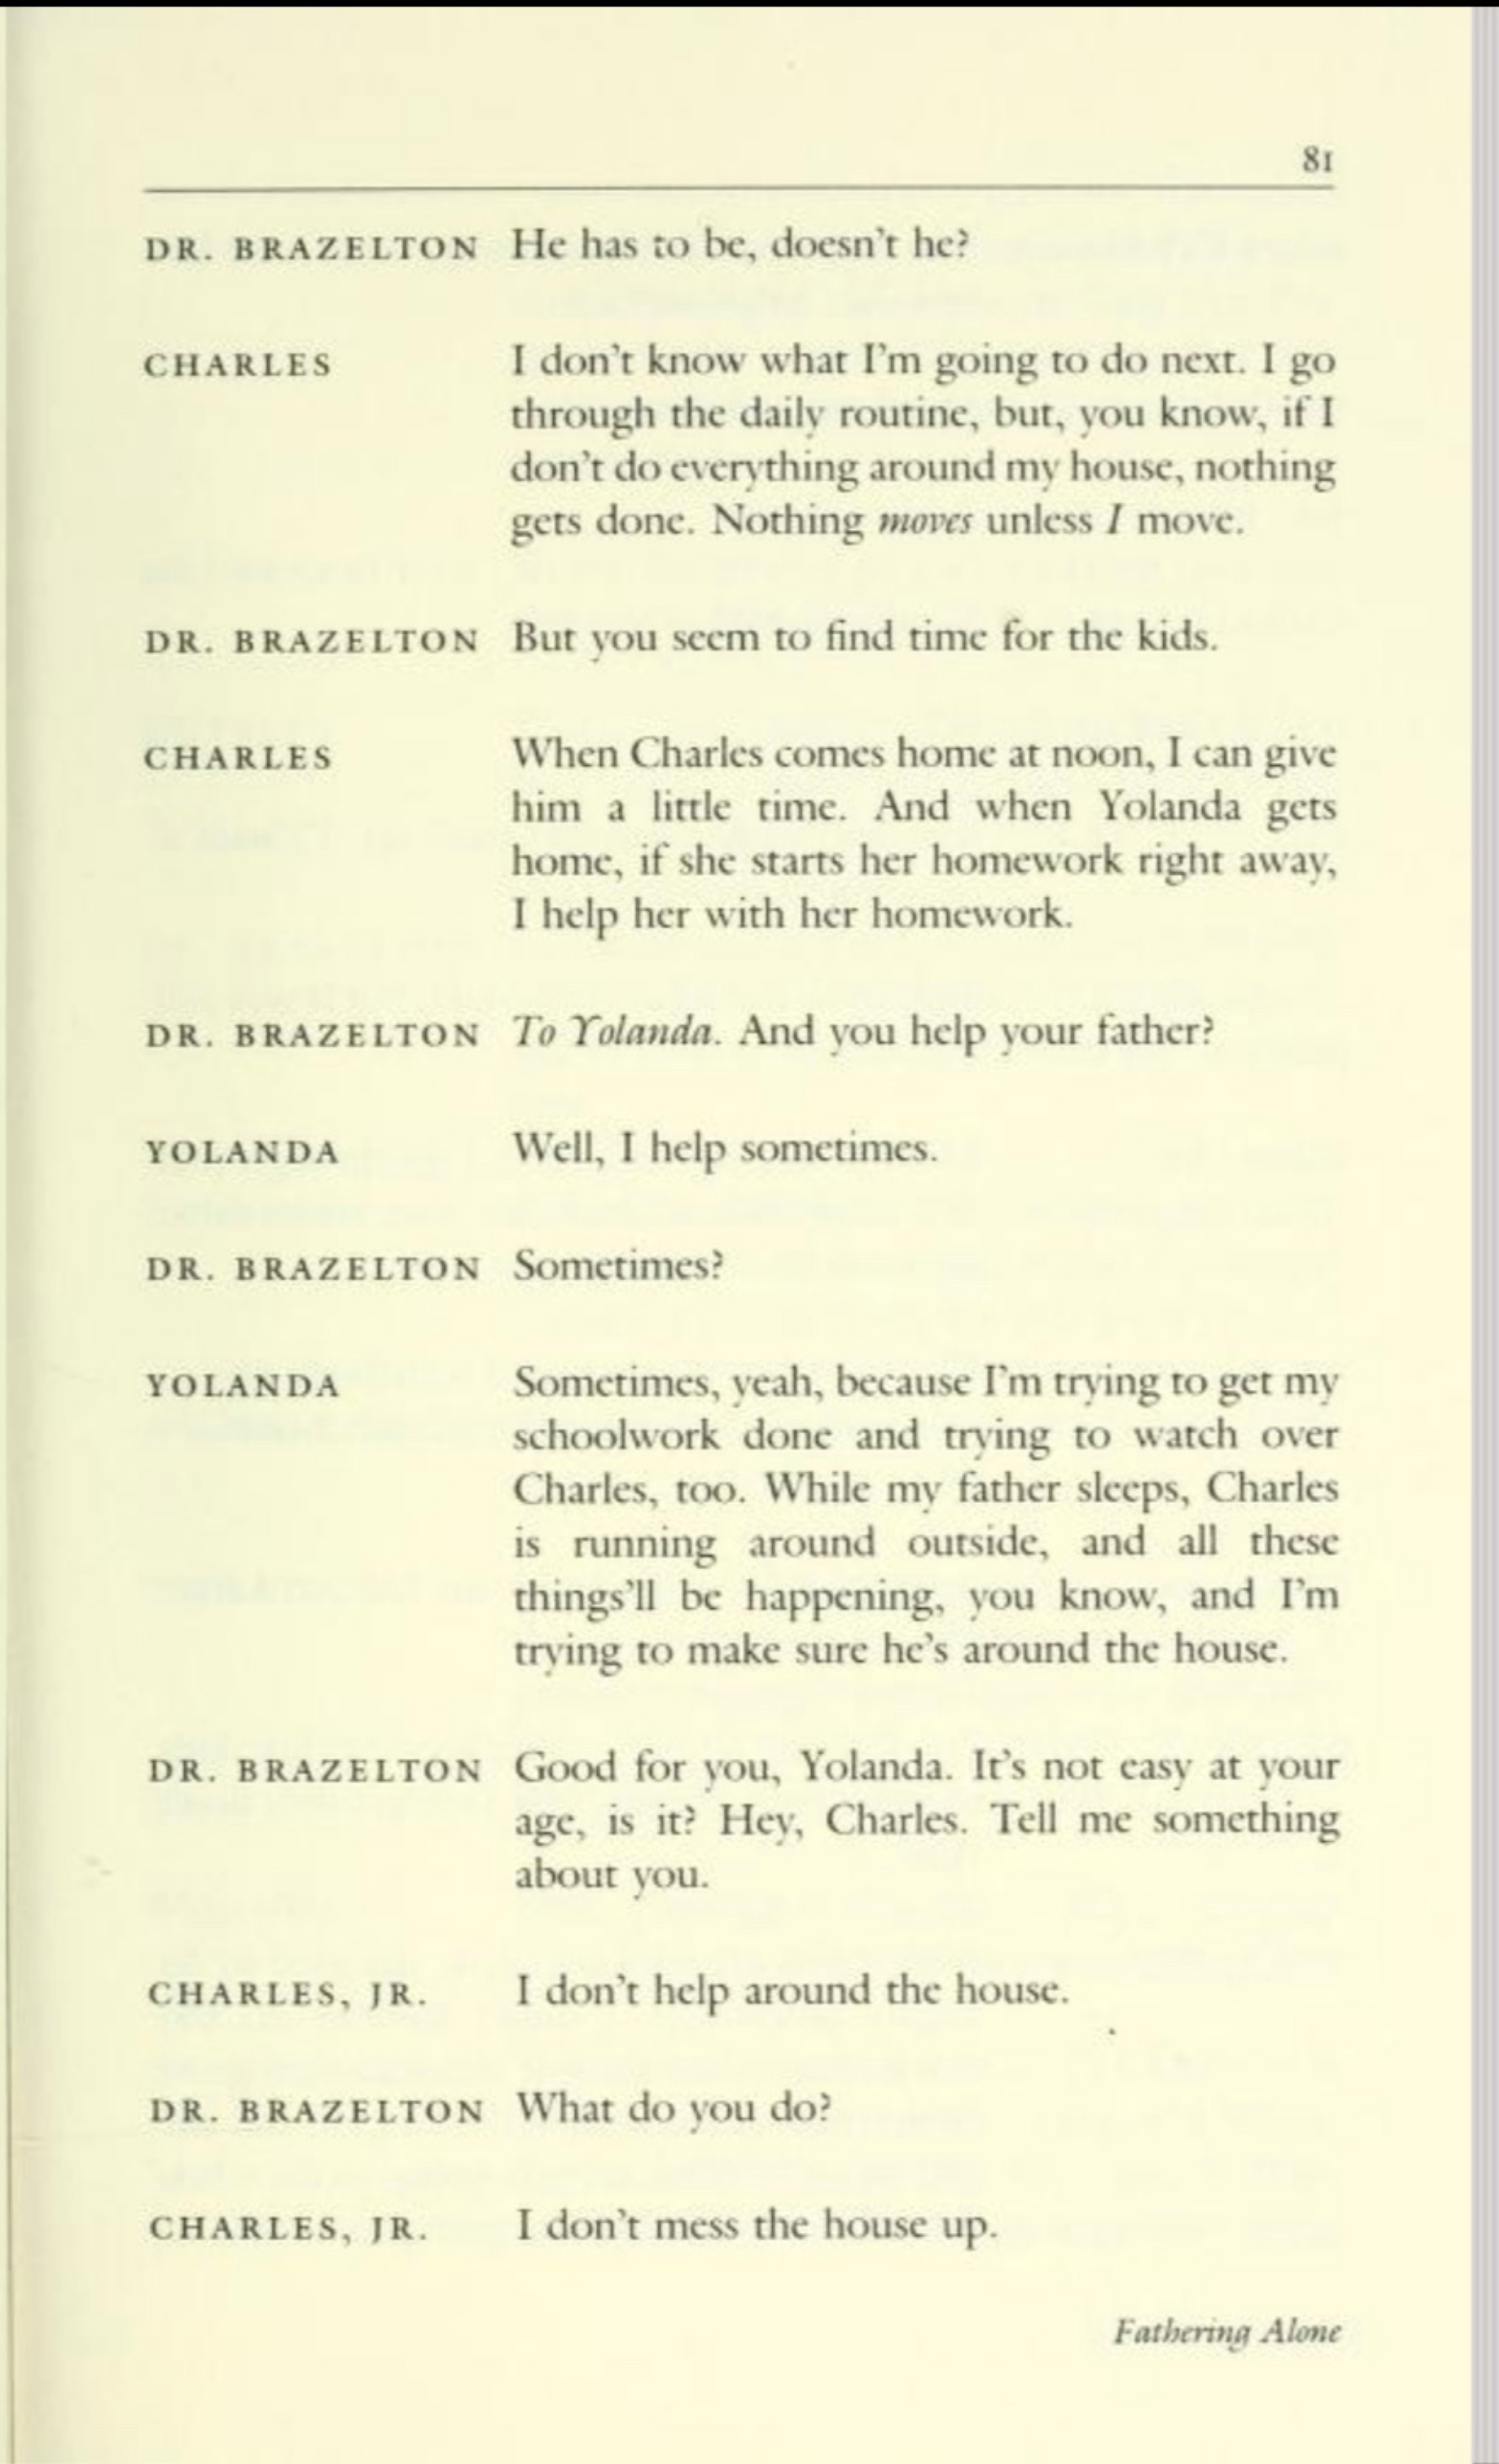 81
DR. BRAZELTON He has to be, doesn't he?
CHARLES I don't know what I'm going to do next. I go
through the daily routine, but, you know, if I
don't do everything around my house, nothing
gets done. Nothing moves unless I move.
DR. BRAZELTON But you seem to find time for the kids.
CHARLES When Charles comes home at noon, I can give
him a little time. And when Yolanda gets
home, if she starts her homework right away,
I help her with her homework.
DR. BRAZELTON To Yolanda. And you help your father?
YOLANDA Well, I help sometimes.
DR. BRAZELTON Sometimes?
YOLANDA Sometimes, yeah, because I'm trying to get my
schoolwork done and trying to watch over
Charles, too. While my father sleeps, Charles
is running around outside, and all these
things'll be happening, you know, and I'm
trying to make sure he's around the house.
DR. BRAZELTON Good for you, Yolanda. It's not easy at your
age, is it? Hey, Charles. Tell me something
about you.
CHARLES, JR. I don't help around the house.
DR. BRAZELTON What do you do?
CHARLES, JR. I don't mess the house up.
Fathering Alone